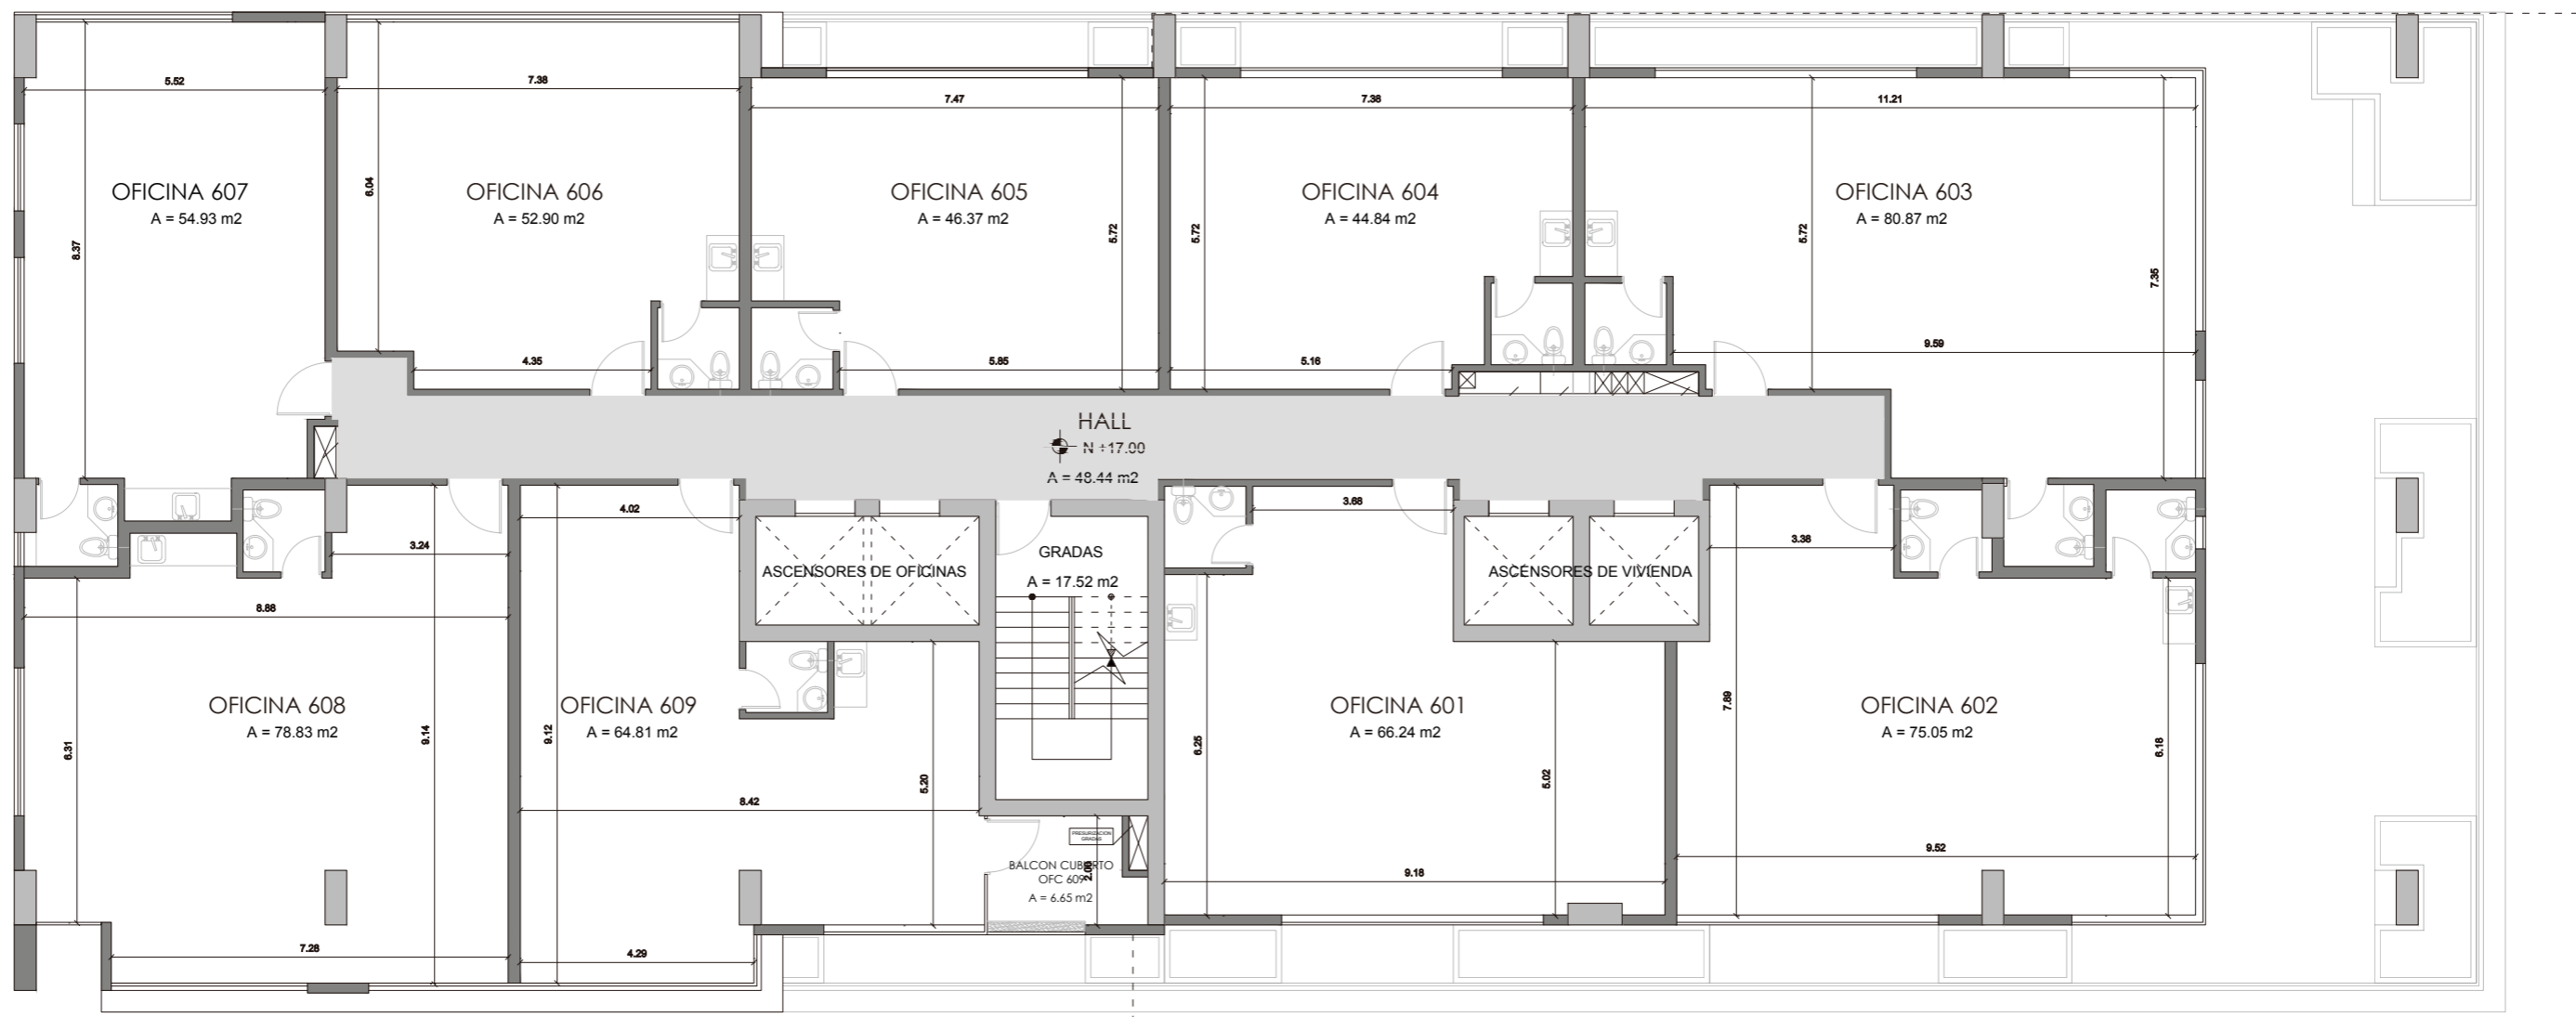 5.52
7.38
7.47
7.38
11.21
OFICINA 607
A = 54.93 m2
8.37
OFICINA 606
A = 52.90 m2
6.04
4.35
OFICINA 605
A = 46.37 m2
5.72
5.85
OFICINA 604
A = 44.84 m2
5.72
5.16
OFICINA 603
A = 80.87 m2
5.72
7.35
9.59
HALL
N +17.00
A = 48.44 m2
3.24
8.88
OFICINA 608
A = 78.83 m2
6.31
9.14
7.28
4.02
OFICINA 609
A = 64.81 m2
9.12
8.42
5.20
4.29
ASCENSORES DE OFICINAS
GRADAS
A = 17.52 m2
PRESURIZACION
GRADAS
BALCON CUBIERTO
OFC 609
A = 6.65 m2
2.00
3.68
OFICINA 601
A = 66.24 m2
6.25
5.02
9.18
ASCENSORES DE VIVIENDA
3.38
OFICINA 602
A = 75.05 m2
7.89
6.18
9.52